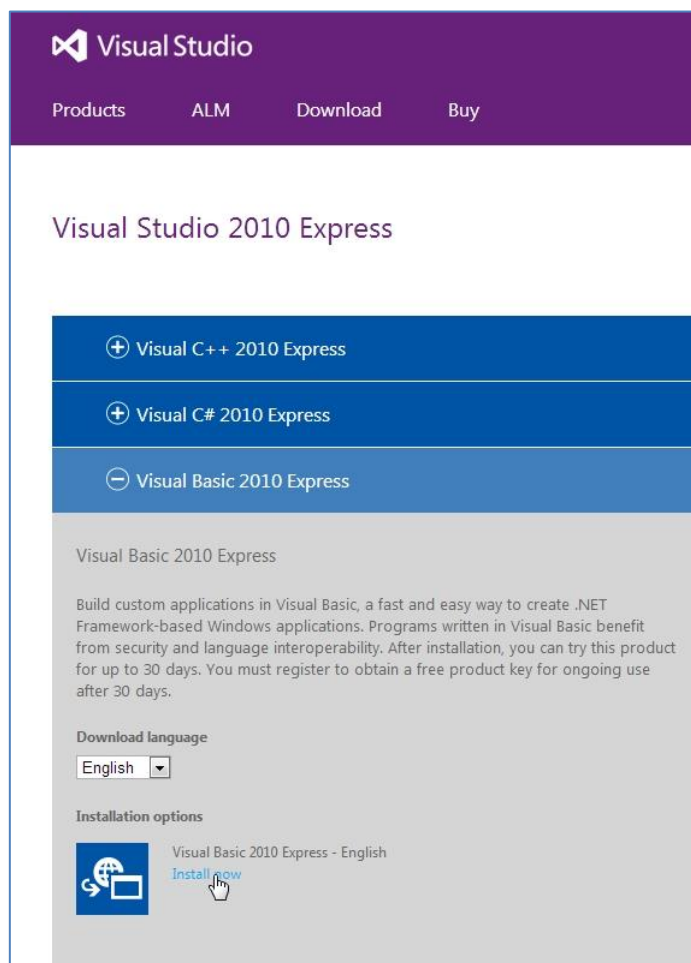 Visual Studio
Products ALM Download Buy
Visual Studio 2010 Express
Visual C++ 2010 Express
Visual C# 2010 Express
Visual Basic 2010 Express
Visual Basic 2010 Express
Build custom applications in Visual Basic, a fast and easy way to create .NET
Framework-based Windows applications. Programs written in Visual Basic benefit
from security and language interoperability. After installation, you can try this product
for up to 30 days. You must register to obtain a free product key for ongoing use
after 30 days.
Download language
English
Installation options
Visual Basic 2010 Express - English
Install now